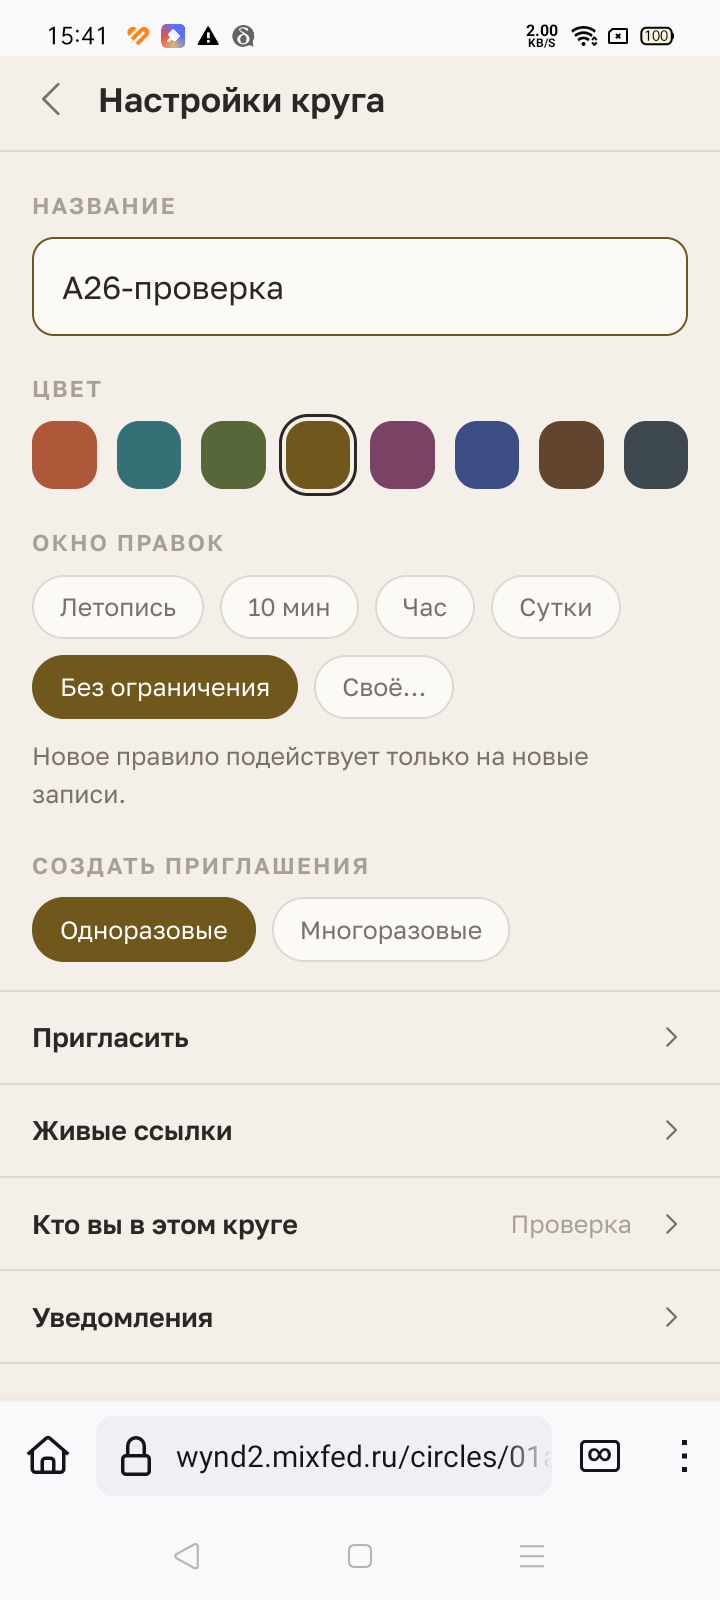 15:41
2.00
KB/S
100
Настройки круга
НАЗВАНИЕ
А26-проверка
ЦВЕТ
ОКНО ПРАВОК
Летопись 10 мин Час Сутки
Без ограничения Своё...
Новое правило подействует только на новые
записи.
СОЗДАТЬ ПРИГЛАШЕНИЯ
Одноразовые Многоразовые
Пригласить
Живые ссылки
Кто вы в этом круге Проверка
Уведомления
wynd2.mixfed.ru/circles/01a